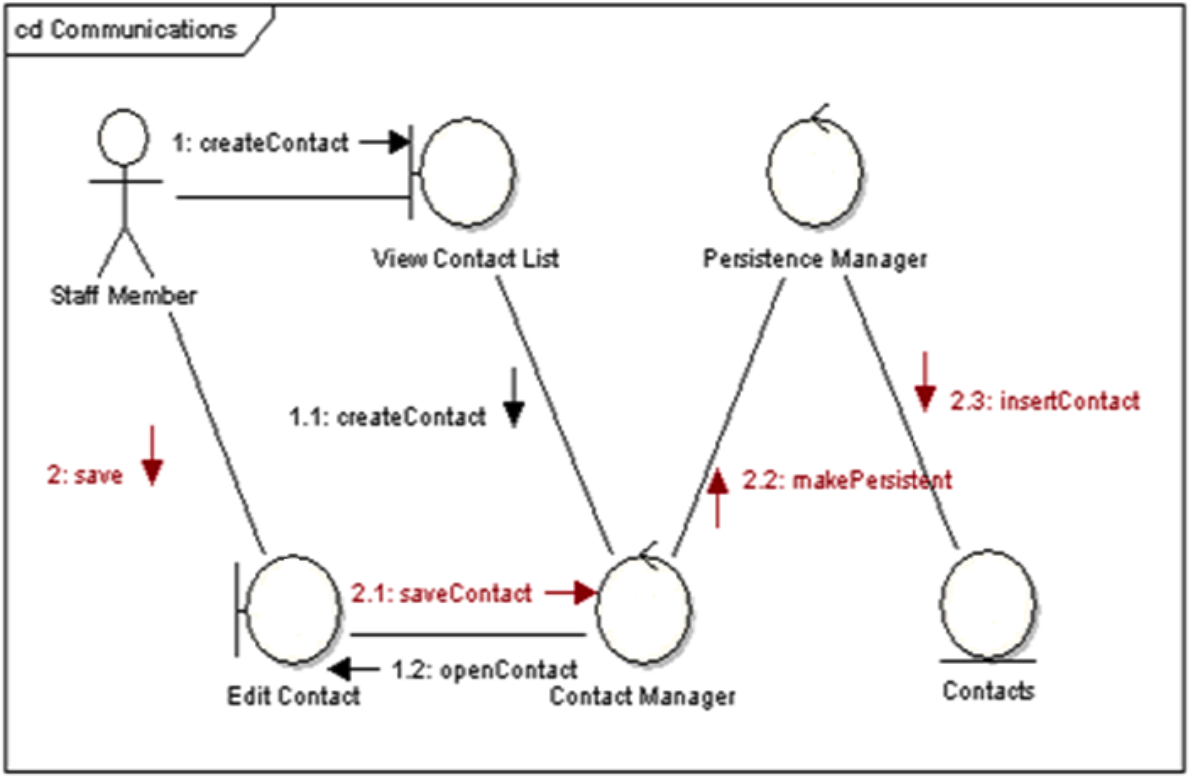 cd Communications
1: createContact
View Contact List
Persistence Manager
Staff Member
1.1: createContact
2.3: insertContact
2: save
2.2: makePersistent
2.1: saveContact
1.2: openContact
Edit Contact
Contact Manager
Contacts